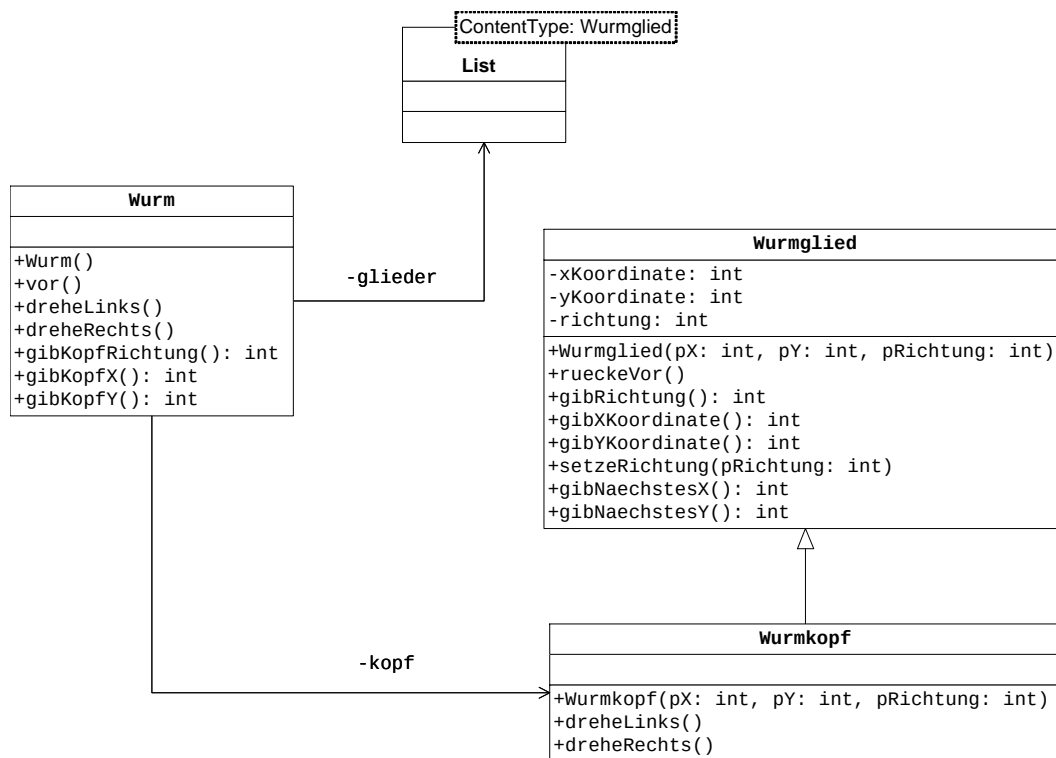 ContentType: Wurmglied
List
Wurm
+Wurm()
+vor()
+dreheLinks()
+dreheRechts()
+gibKopfRichtung(): int
+gibKopfX(): int
+gibKopfY(): int
-glieder
Wurmglied
-xKoordinate: int
-yKoordinate: int
-richtung: int
+Wurmglied(pX: int, pY: int, pRichtung: int)
+rueckeVor()
+gibRichtung(): int
+gibXKoordinate(): int
+gibYKoordinate(): int
+setzeRichtung(pRichtung: int)
+gibNaechstesX(): int
+gibNaechstesY(): int
-kopf
Wurmkopf
+Wurmkopf(pX: int, pY: int, pRichtung: int)
+dreheLinks()
+dreheRechts()